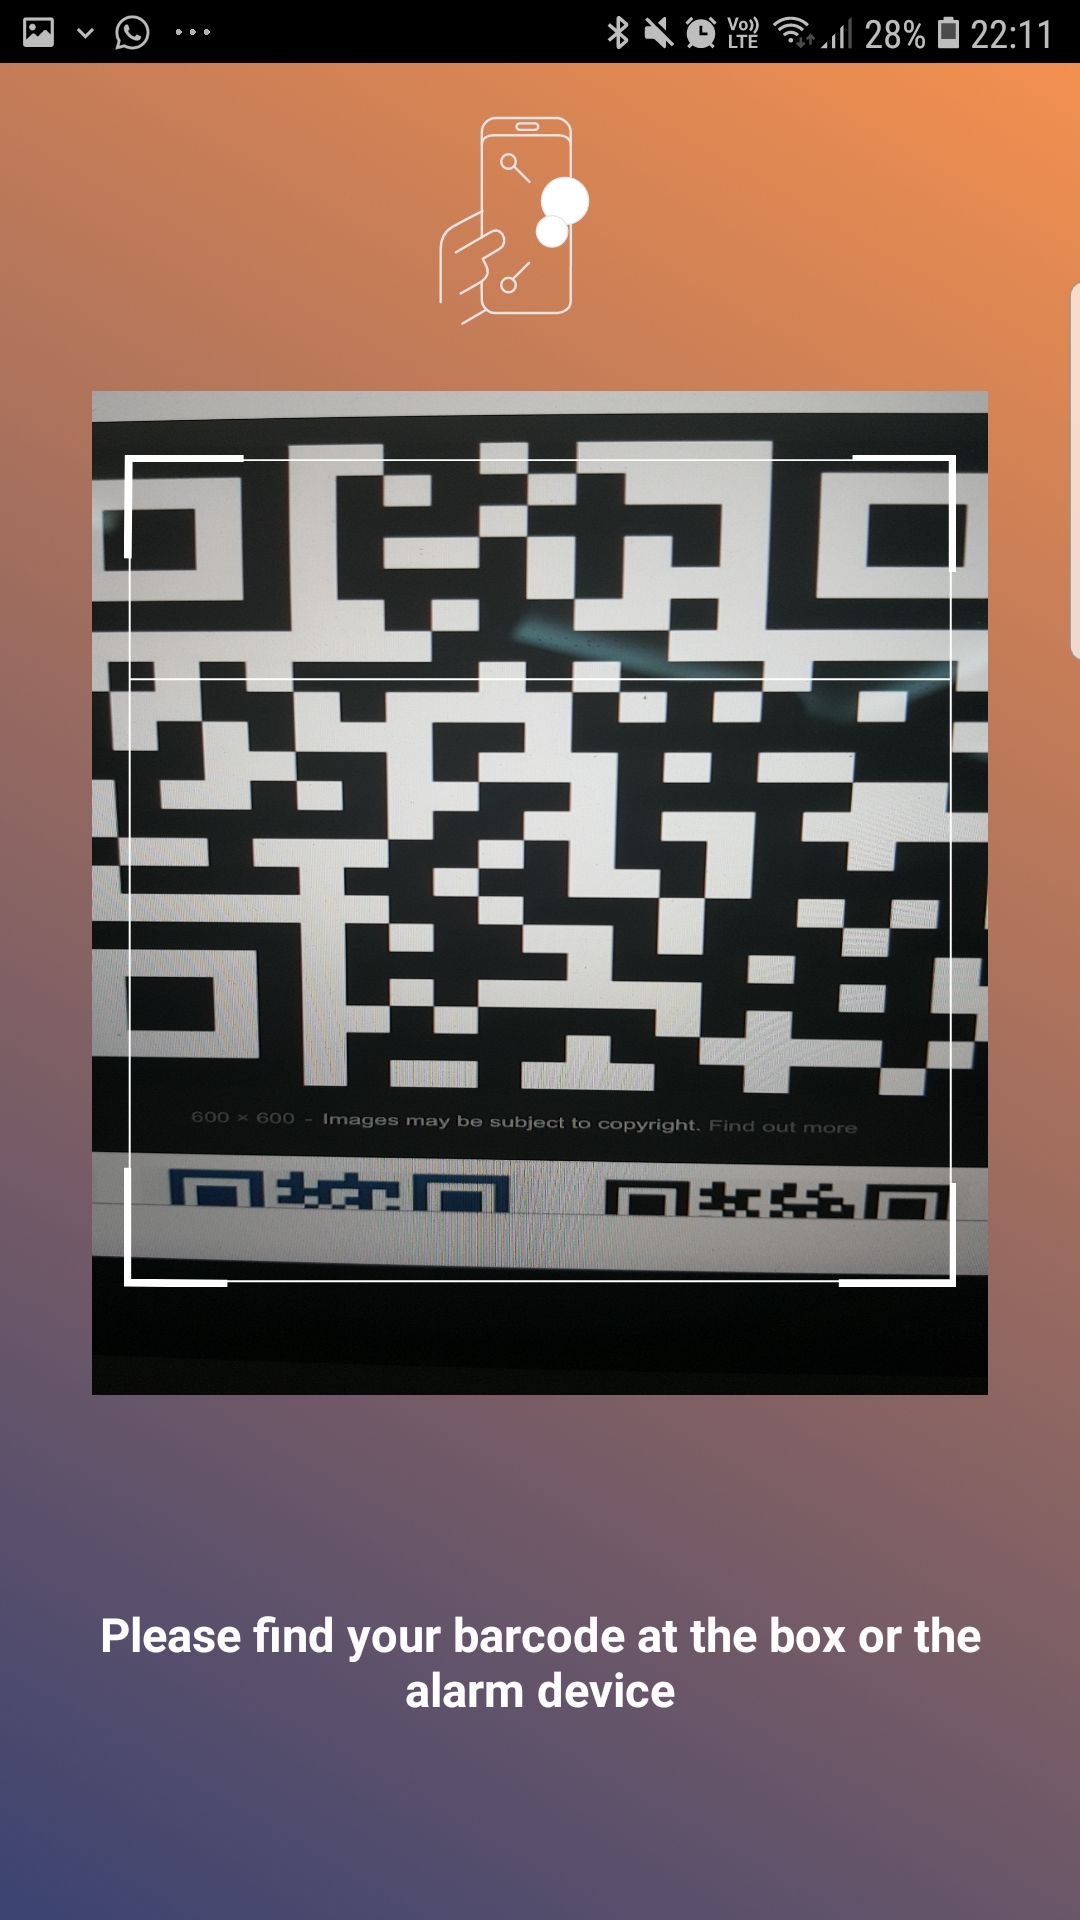 Vo)) LTE 28% 22:11
600 × 600 - Images may be subject to copyright. Find out more
Please find your barcode at the box or the
alarm device